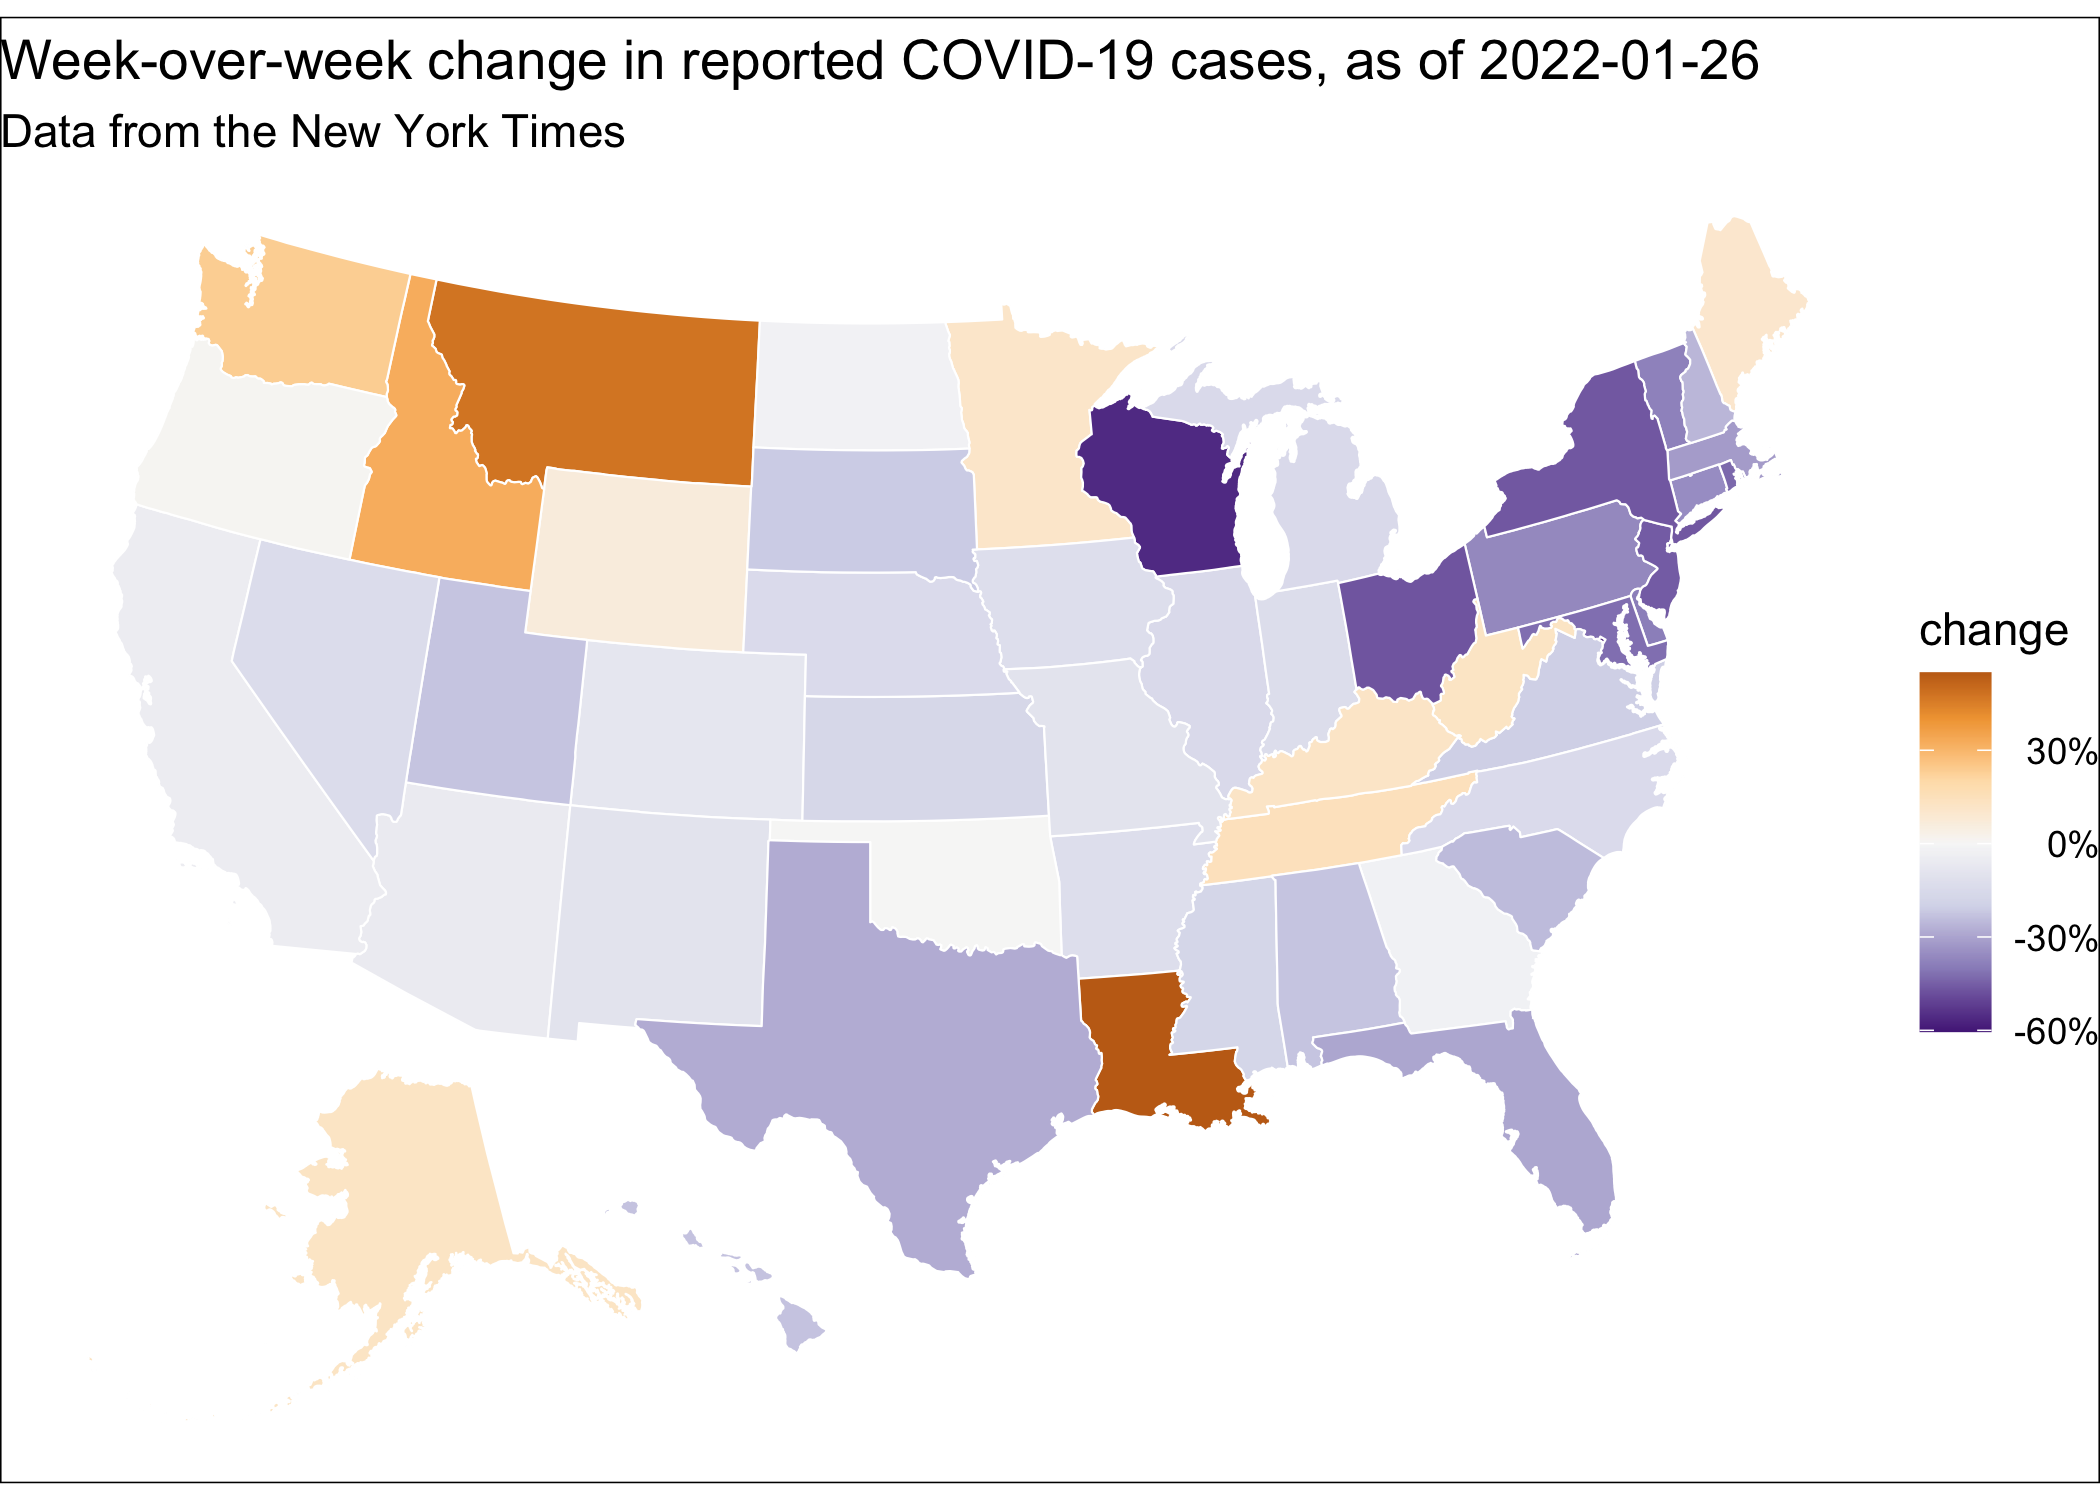 Week-over-week change in reported COVID-19 cases, as of 2022-01-26
Data from the New York Times
change
30%
0%
-30%
-60%